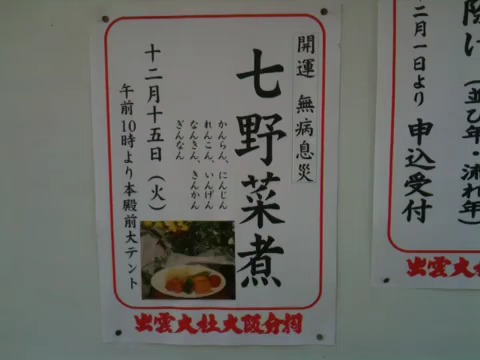 開運 無病息災
七野菜煮
かんらん、にんじん
れんこん、いんげん
なんきん、きんかん
ぎんなん
十二月十五日（火）
午前10時より本殿前大テント
出雲大社大阪分祠
二月一日より 申込受付
出雲大社